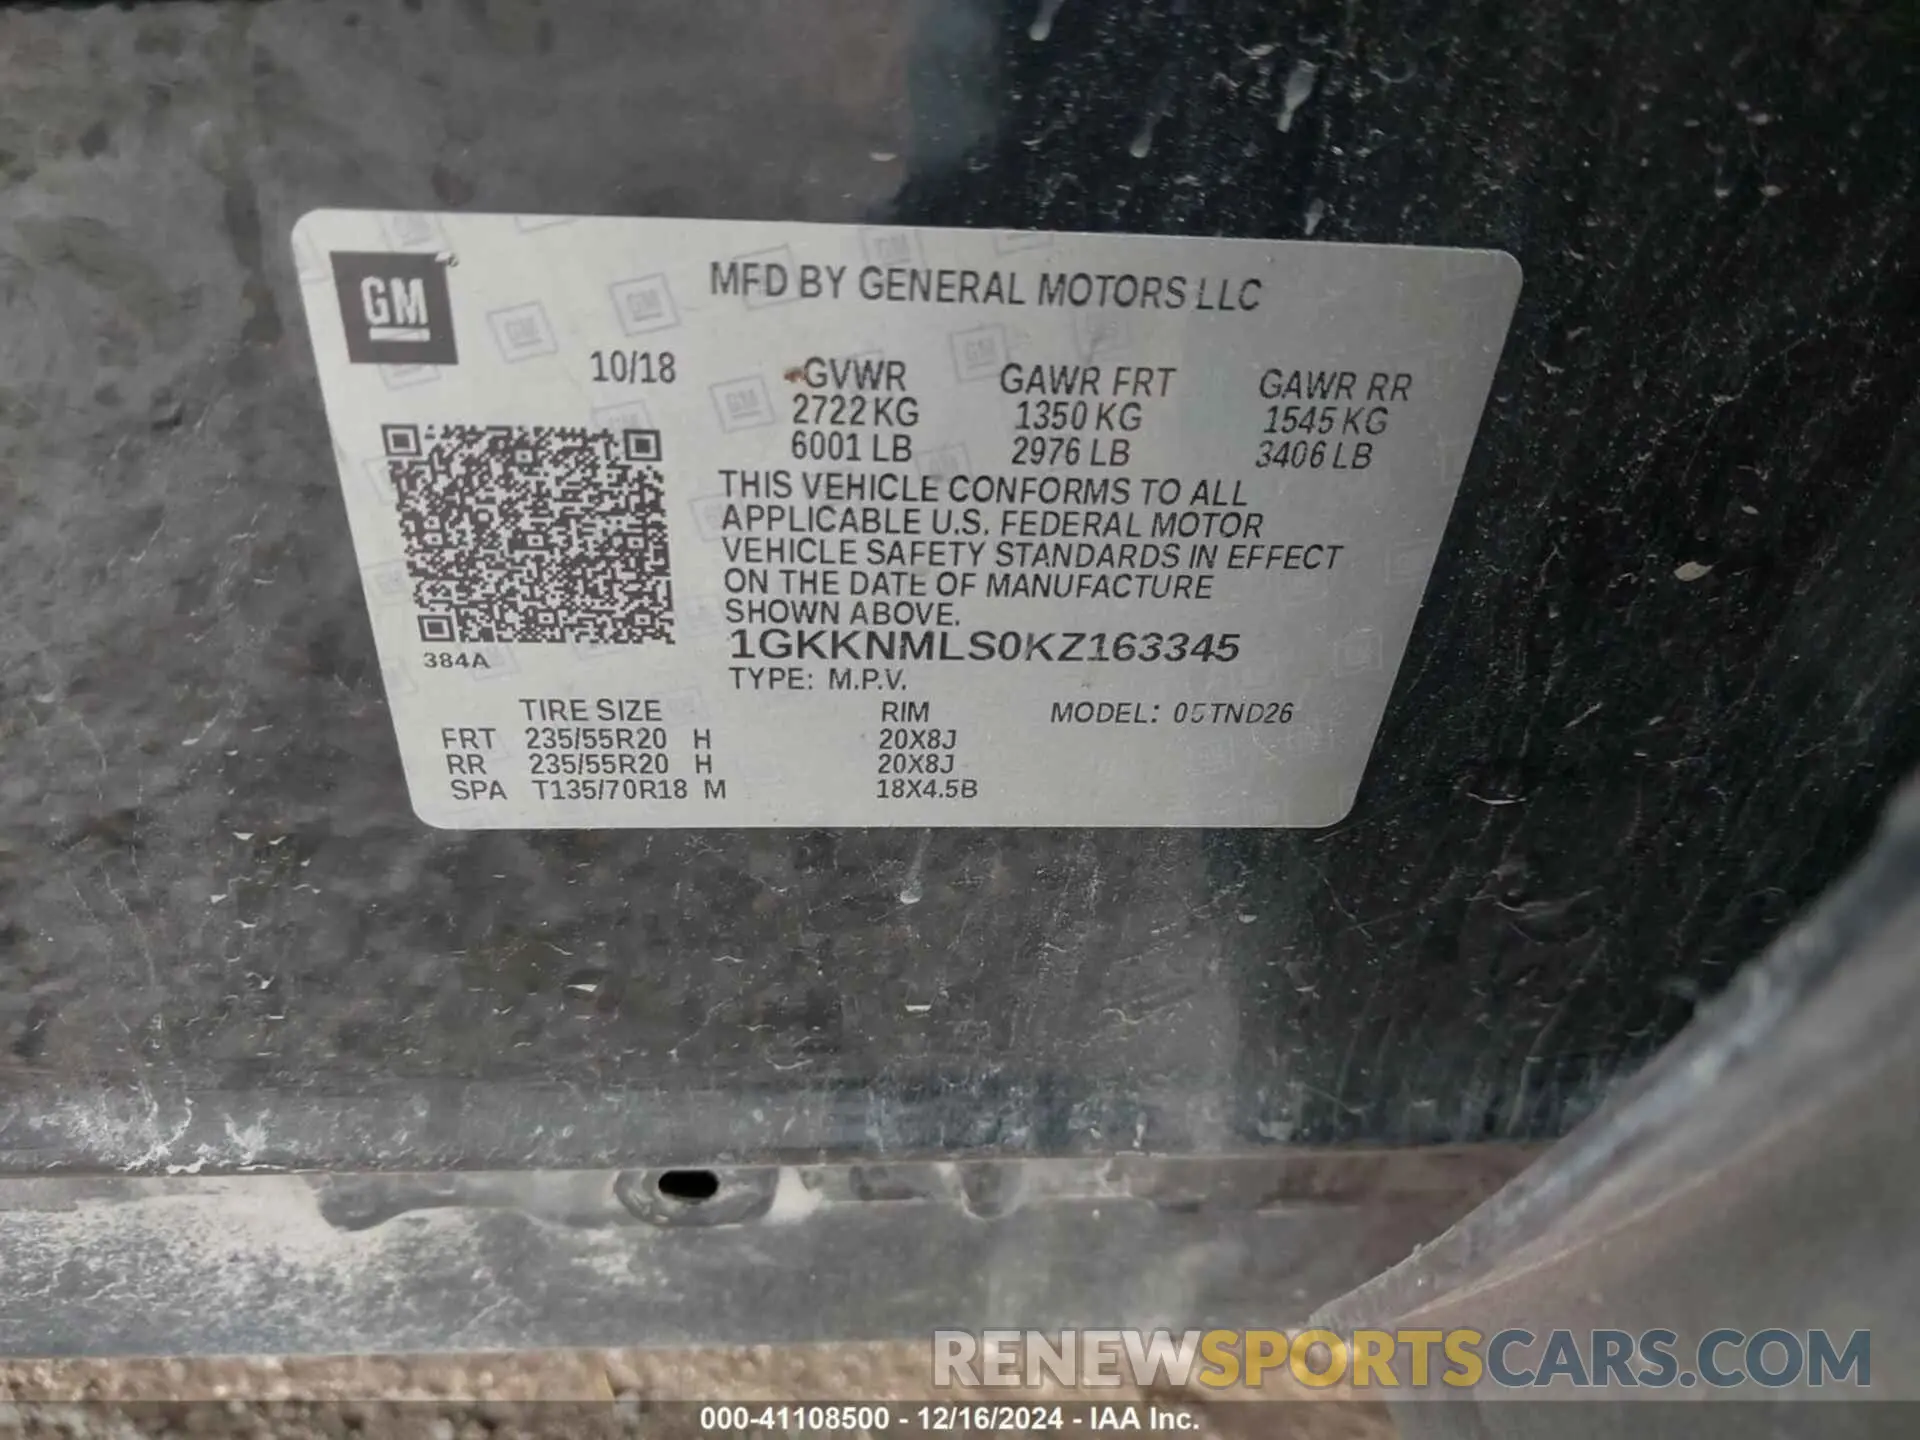 GM
MFD BY GENERAL MOTORS LLC
10/18
GVWR GAWR FRT GAWR RR
2722 KG 1350 KG 1545 KG
6001 LB 2976 LB 3406 LB
THIS VEHICLE CONFORMS TO ALL
APPLICABLE U.S. FEDERAL MOTOR
VEHICLE SAFETY STANDARDS IN EFFECT
ON THE DATE OF MANUFACTURE
SHOWN ABOVE.
1GKKNMLS0KZ163345
384A
TYPE: M.P.V.
TIRE SIZE RIM MODEL: 05TND26
FRT 235/55R20 H 20X8J
RR 235/55R20 H 20X8J
SPA T135/70R18 M 18X4.5B
RENEWSPORTSCARS.COM
000-41108500 - 12/16/2024 - IAA Inc.